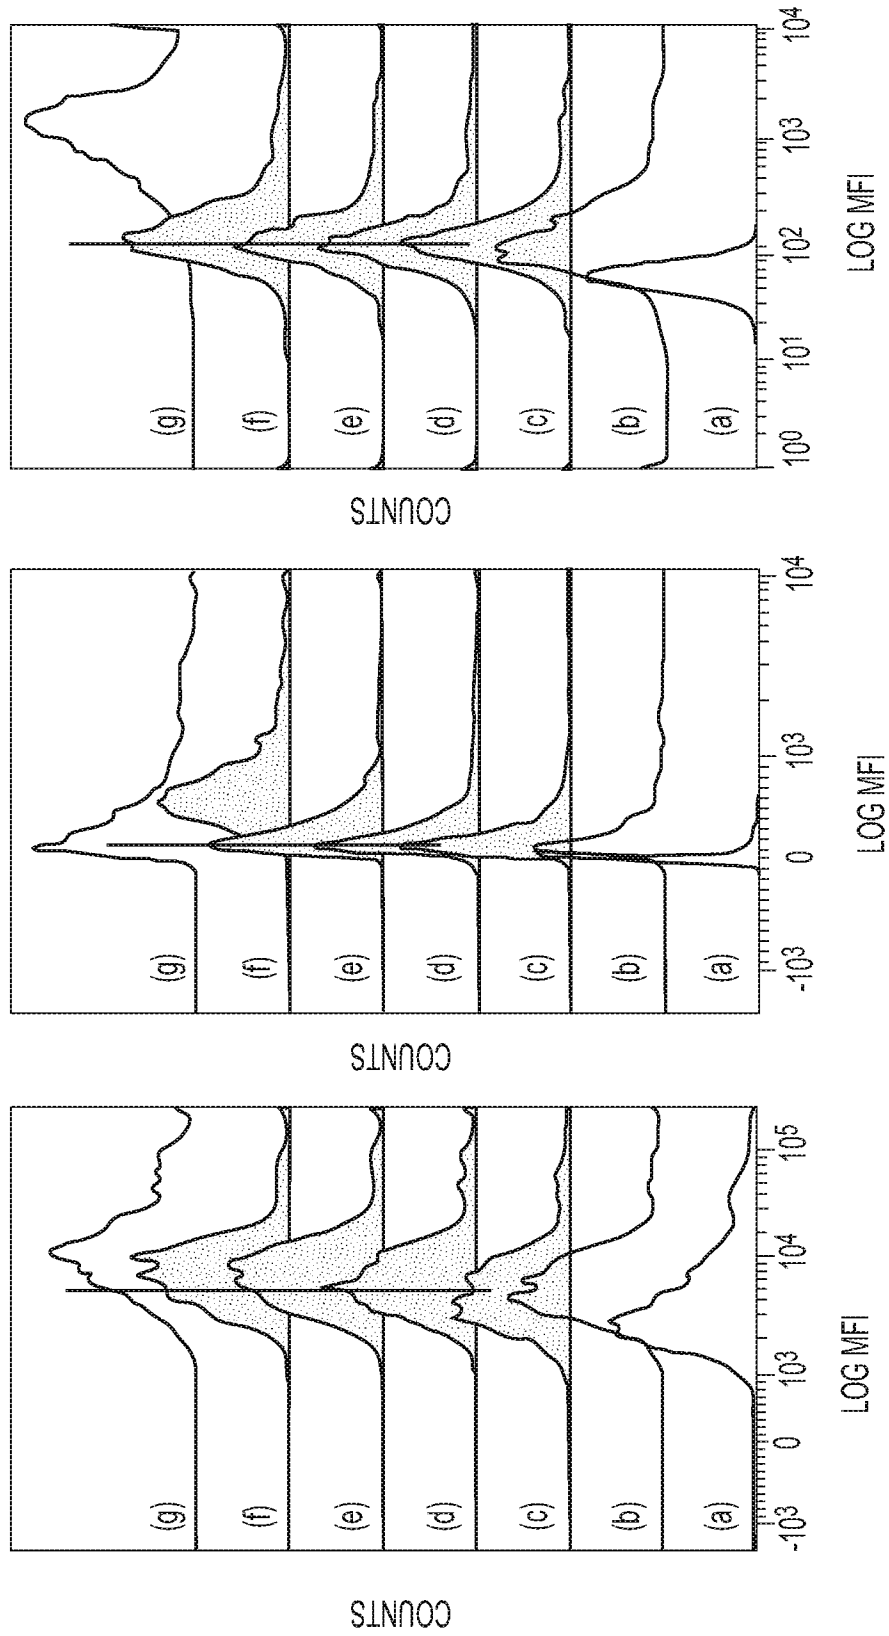 COUNTS
(g)
(f)
(e)
(d)
(c)
(b)
(a)
-10³ 0 10³ 10⁴ 10⁵
LOG MFI
COUNTS
(g)
(f)
(e)
(d)
(c)
(b)
(a)
-10³ 0 10³ 10⁴
LOG MFI
COUNTS
(g)
(f)
(e)
(d)
(c)
(b)
(a)
10⁰ 10¹ 10² 10³ 10⁴
LOG MFI